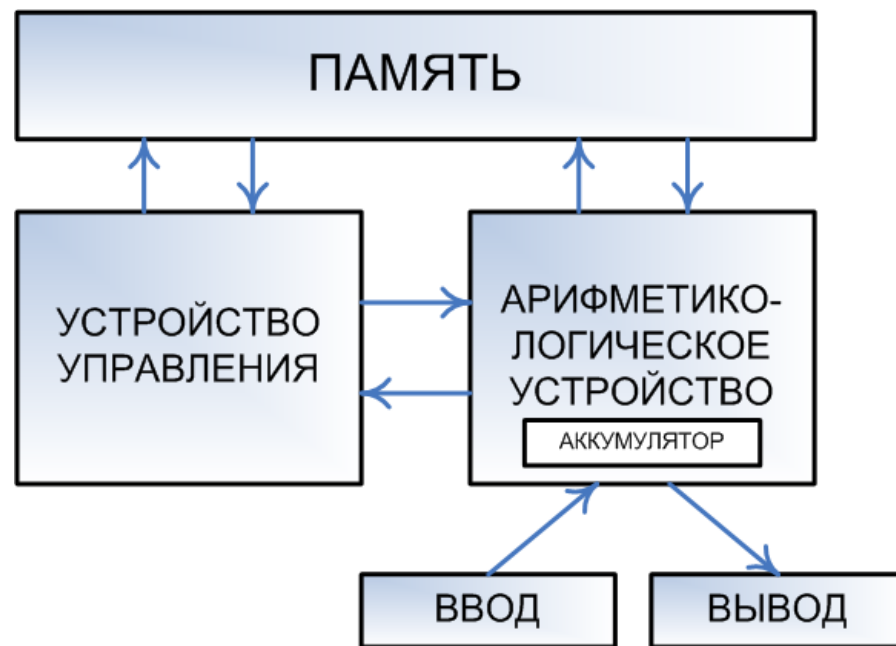 ПАМЯТЬ
УСТРОЙСТВО
УПРАВЛЕНИЯ
АРИФМЕТИКО-
ЛОГИЧЕСКОЕ
УСТРОЙСТВО
АККУМУЛЯТОР
ВВОД
ВЫВОД